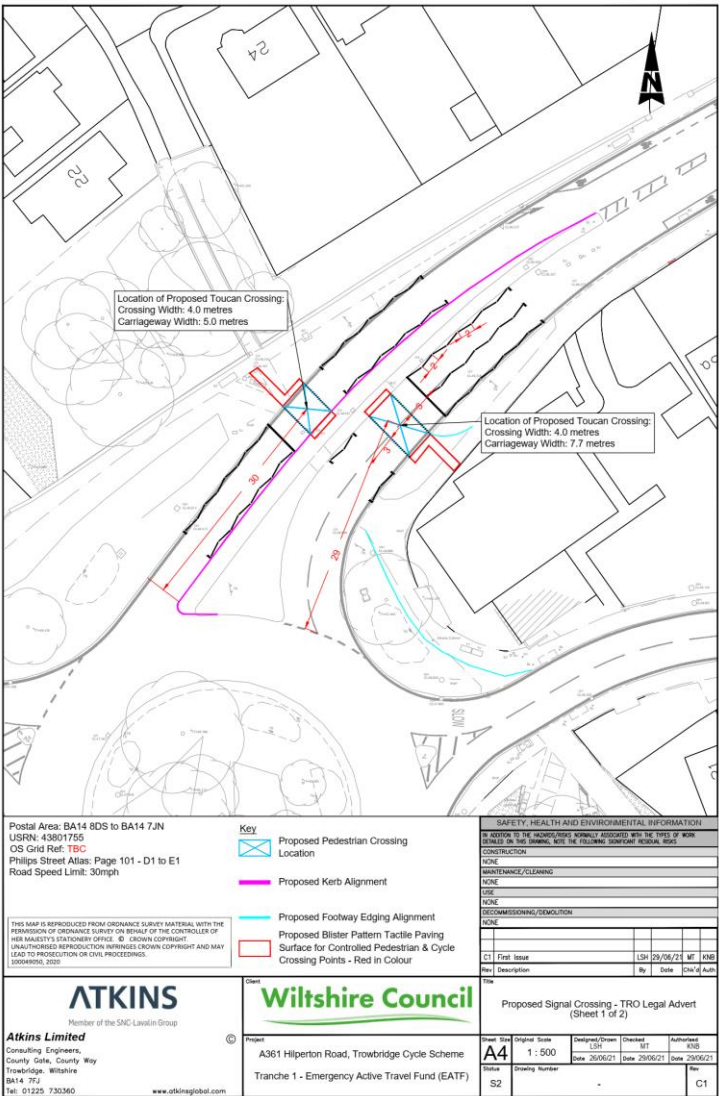 24
22
N
Location of Proposed Toucan Crossing:
Crossing Width: 4.0 metres
Carriageway Width: 5.0 metres
2
2
3
Location of Proposed Toucan Crossing:
Crossing Width: 4.0 metres
Carriageway Width: 7.7 metres
3
30
29
SLOW
Postal Area: BA14 8DS to BA14 7JN
USRN: 43801755
OS Grid Ref: TBC
Philips Street Atlas: Page 101 - D1 to E1
Road Speed Limit: 30mph
THIS MAP IS REPRODUCED FROM ORDNANCE SURVEY MATERIAL WITH THE
PERMISSION OF ORDNANCE SURVEY ON BEHALF OF THE CONTROLLER OF
HER MAJESTY'S STATIONERY OFFICE. © CROWN COPYRIGHT.
UNAUTHORISED REPRODUCTION INFRINGES CROWN COPYRIGHT AND MAY
LEAD TO PROSECUTION OR CIVIL PROCEEDINGS.
100049050, 2020
Key
Proposed Pedestrian Crossing
Location
Proposed Kerb Alignment
Proposed Footway Edging Alignment
Proposed Blister Pattern Tactile Paving
Surface for Controlled Pedestrian & Cycle
Crossing Points - Red in Colour
SAFETY, HEALTH AND ENVIRONMENTAL INFORMATION
IN ADDITION TO THE HAZARDS/RISKS NORMALLY ASSOCIATED WITH THE TYPES OF WORK
DETAILED ON THIS DRAWING, NOTE THE FOLLOWING SIGNIFICANT RESIDUAL RISKS
CONSTRUCTION
NONE
MAINTENANCE/CLEANING
NONE
USE
NONE
DECOMMISSIONING/DEMOLITION
NONE
C1 First Issue LSH 29/06/21 MT KNB
Rev Description By Date Chk'd Auth
ATKINS
Member of the SNC-Lavalin Group
Atkins Limited ©
Consulting Engineers,
County Gate, County Way
Trowbridge. Wiltshire
BA14 7FJ
Tel: 01225 730360 www.atkinsglobal.com
Client
Wiltshire Council
Project
A361 Hilperton Road, Trowbridge Cycle Scheme
Tranche 1 - Emergency Active Travel Fund (EATF)
Title
Proposed Signal Crossing - TRO Legal Advert
(Sheet 1 of 2)
Sheet Size A4
Original Scale 1 : 500
Designed/Drawn LSH
Date 26/06/21
Checked MT
Date 29/06/21
Authorised KNB
Date 29/06/21
Status S2
Drawing Number -
Rev C1